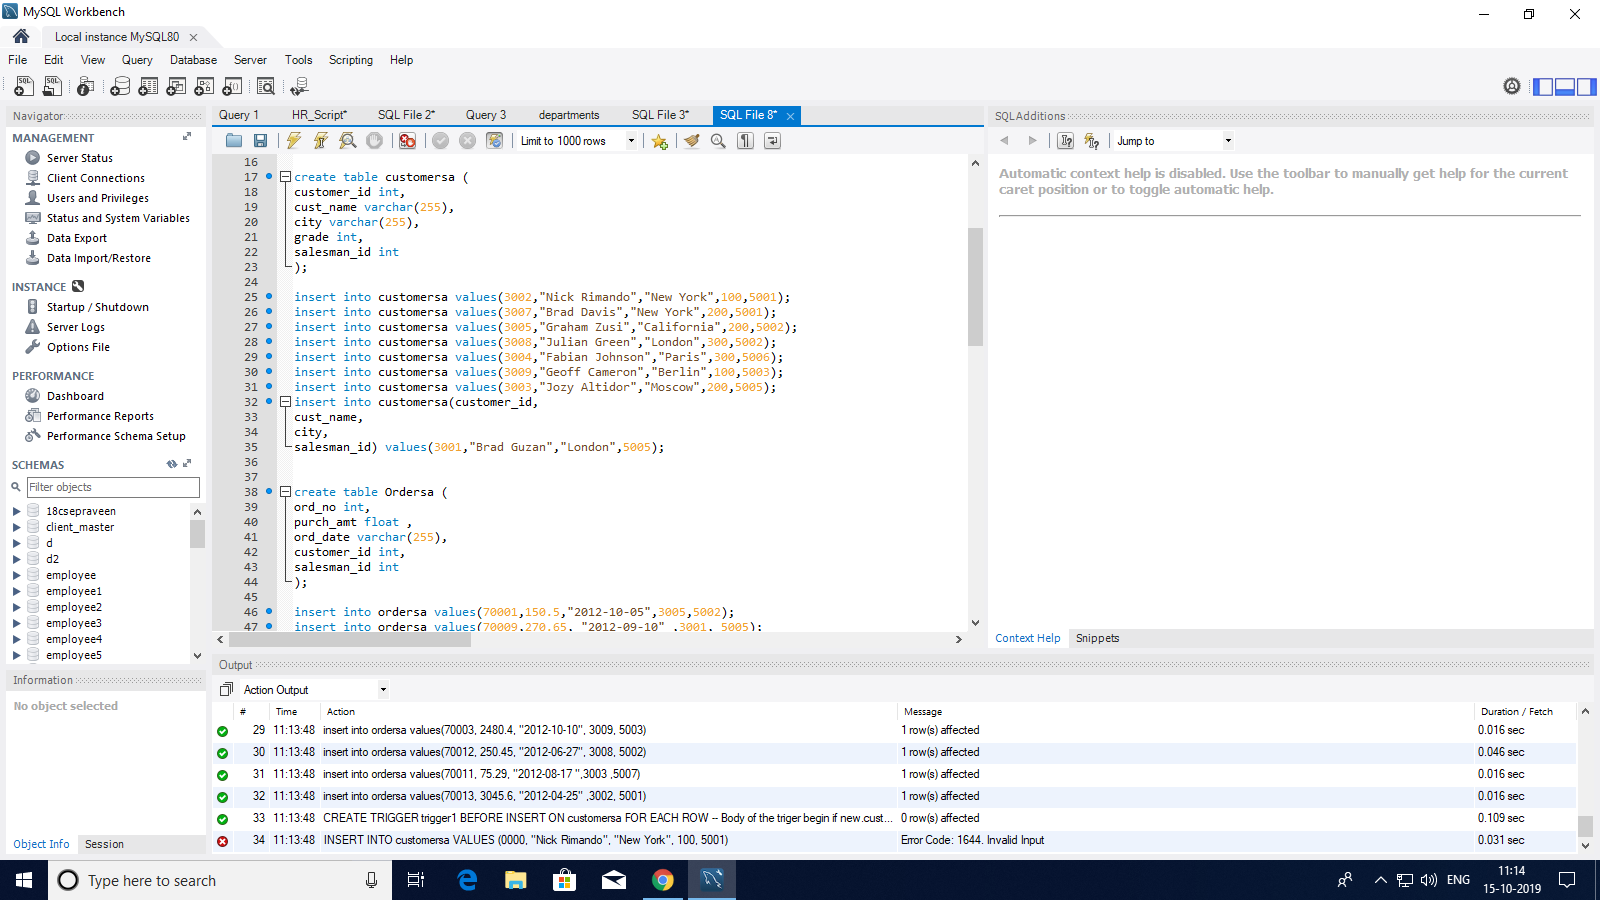 MySQL Workbench
Local instance MySQL80
File Edit View Query Database Server Tools Scripting Help
Navigator
MANAGEMENT
Server Status
Client Connections
Users and Privileges
Status and System Variables
Data Export
Data Import/Restore
INSTANCE
Startup / Shutdown
Server Logs
Options File
PERFORMANCE
Dashboard
Performance Reports
Performance Schema Setup
SCHEMAS
Filter objects
18csepraveen
client_master
d
d2
employee
employee1
employee2
employee3
employee4
employee5
Information
No object selected
Object Info Session
Query 1 HR_Script* SQL File 2* Query 3 departments SQL File 3* SQL File 8*
Limit to 1000 rows
16
17 create table customersa (
18 customer_id int,
19 cust_name varchar(255),
20 city varchar(255),
21 grade int,
22 salesman_id int
23 );
24
25 insert into customersa values(3002,"Nick Rimando","New York",100,5001);
26 insert into customersa values(3007,"Brad Davis","New York",200,5001);
27 insert into customersa values(3005,"Graham Zusi","California",200,5002);
28 insert into customersa values(3008,"Julian Green","London",300,5002);
29 insert into customersa values(3004,"Fabian Johnson","Paris",300,5006);
30 insert into customersa values(3009,"Geoff Cameron","Berlin",100,5003);
31 insert into customersa values(3003,"Jozy Altidor","Moscow",200,5005);
32 insert into customersa(customer_id,
33 cust_name,
34 city,
35 salesman_id) values(3001,"Brad Guzan","London",5005);
36
37
38 create table Ordersa (
39 ord_no int,
40 purch_amt float ,
41 ord_date varchar(255),
42 customer_id int,
43 salesman_id int
44 );
45
46 insert into ordersa values(70001,150.5,"2012-10-05",3005,5002);
47 insert into ordersa values(70009,270.65, "2012-09-10" ,3001, 5005);
SQLAdditions
Jump to
Automatic context help is disabled. Use the toolbar to manually get help for the current
caret position or to toggle automatic help.
Context Help Snippets
Output
Action Output
# Time Action Message Duration / Fetch
29 11:13:48 insert into ordersa values(70003, 2480.4, "2012-10-10", 3009, 5003) 1 row(s) affected 0.016 sec
30 11:13:48 insert into ordersa values(70012, 250.45, "2012-06-27", 3008, 5002) 1 row(s) affected 0.046 sec
31 11:13:48 insert into ordersa values(70011, 75.29, "2012-08-17 ",3003 ,5007) 1 row(s) affected 0.016 sec
32 11:13:48 insert into ordersa values(70013, 3045.6, "2012-04-25" ,3002, 5001) 1 row(s) affected 0.016 sec
33 11:13:48 CREATE TRIGGER trigger1 BEFORE INSERT ON customersa FOR EACH ROW -- Body of the triger begin if new.cust... 0 row(s) affected 0.109 sec
34 11:13:48 INSERT INTO customersa VALUES (0000, "Nick Rimando", "New York", 100, 5001) Error Code: 1644. Invalid Input 0.031 sec
Type here to search
ENG
11:14
15-10-2019